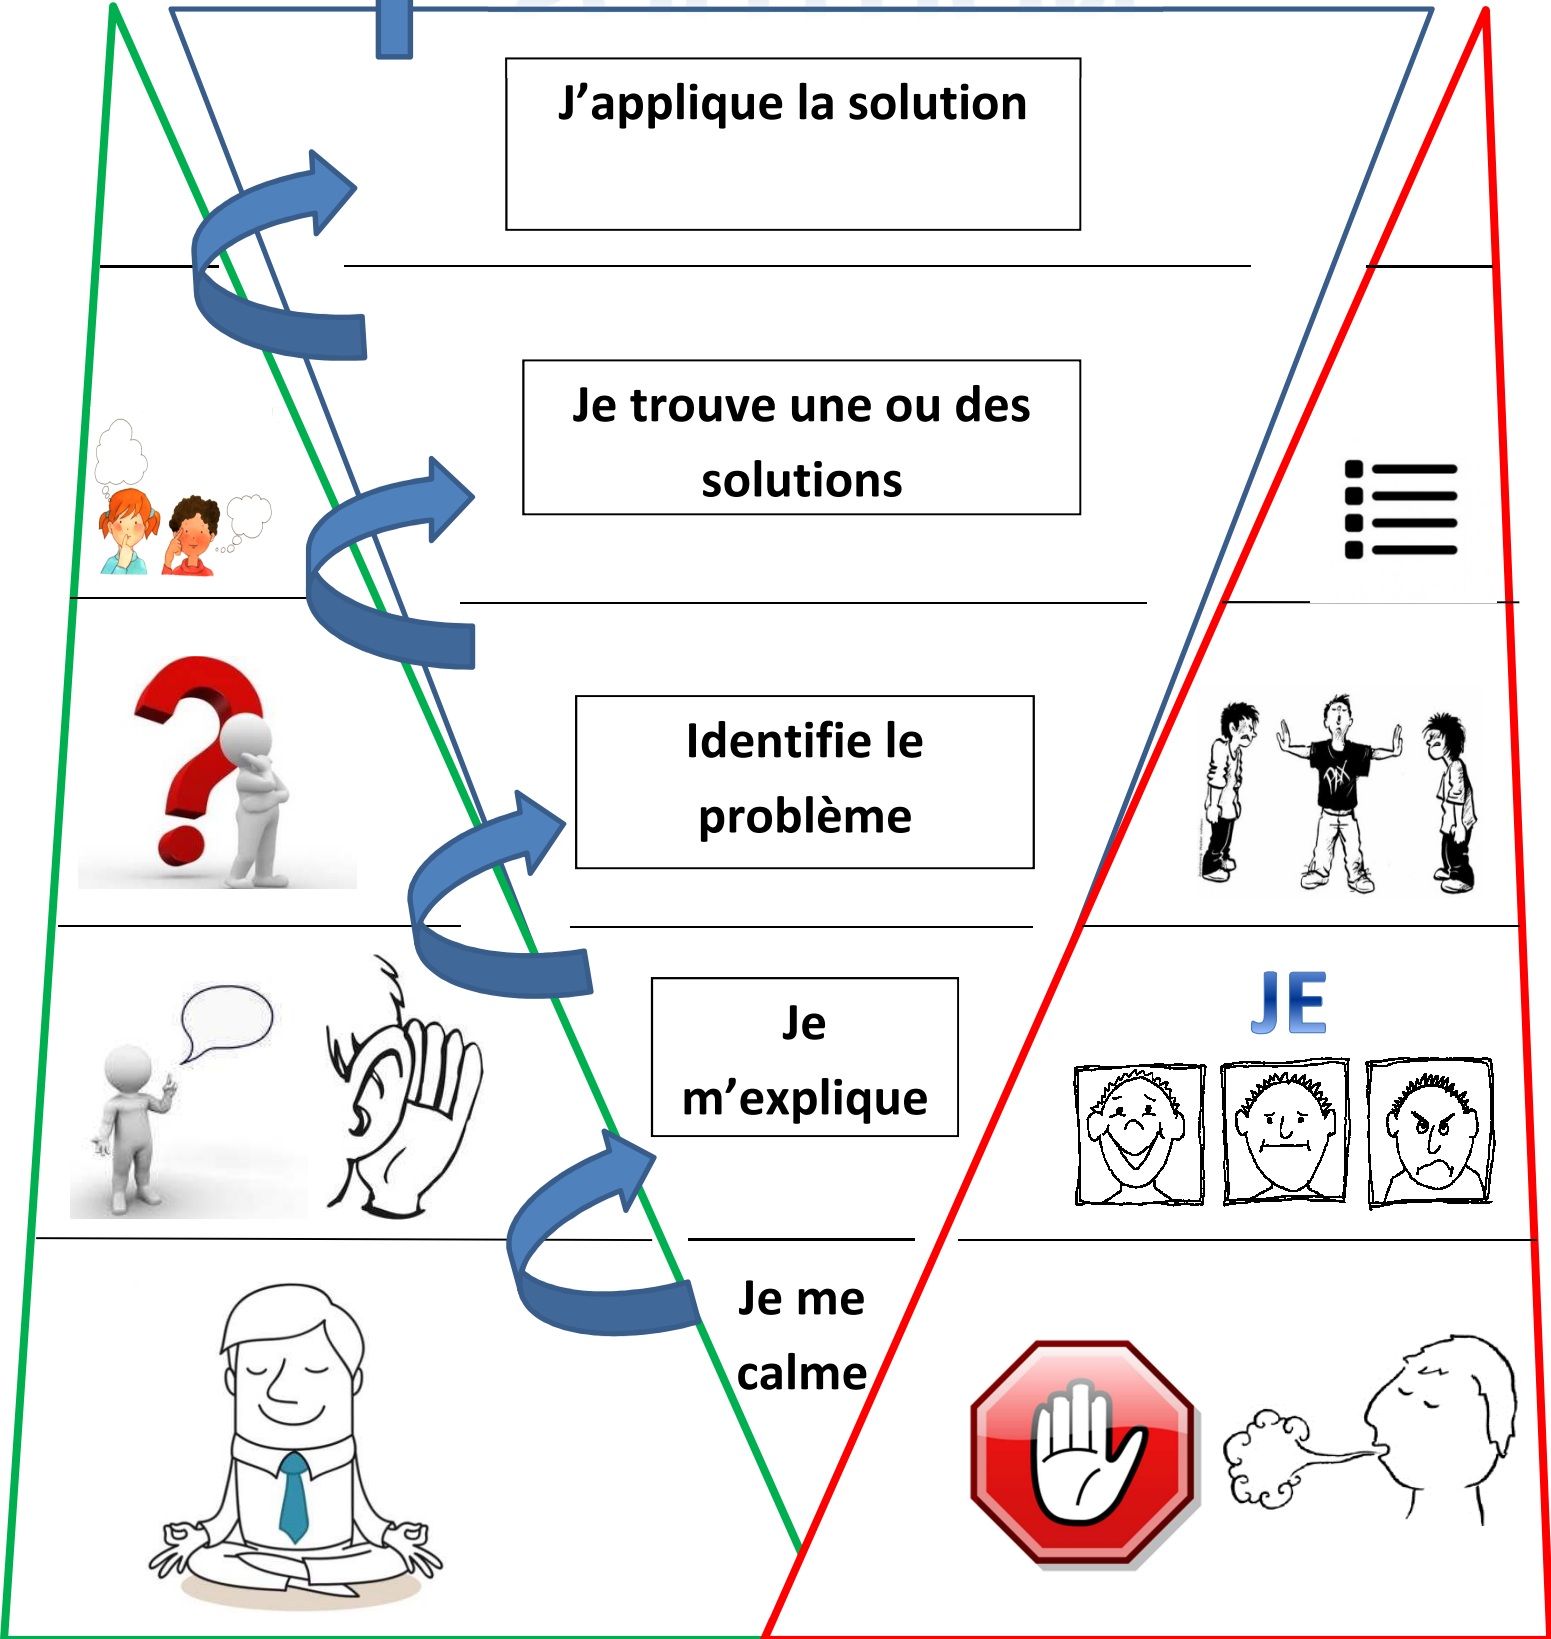 J’applique la solution
Je trouve une ou des
solutions
Identifie le
problème
JE
Je
m’explique
Je me
calme